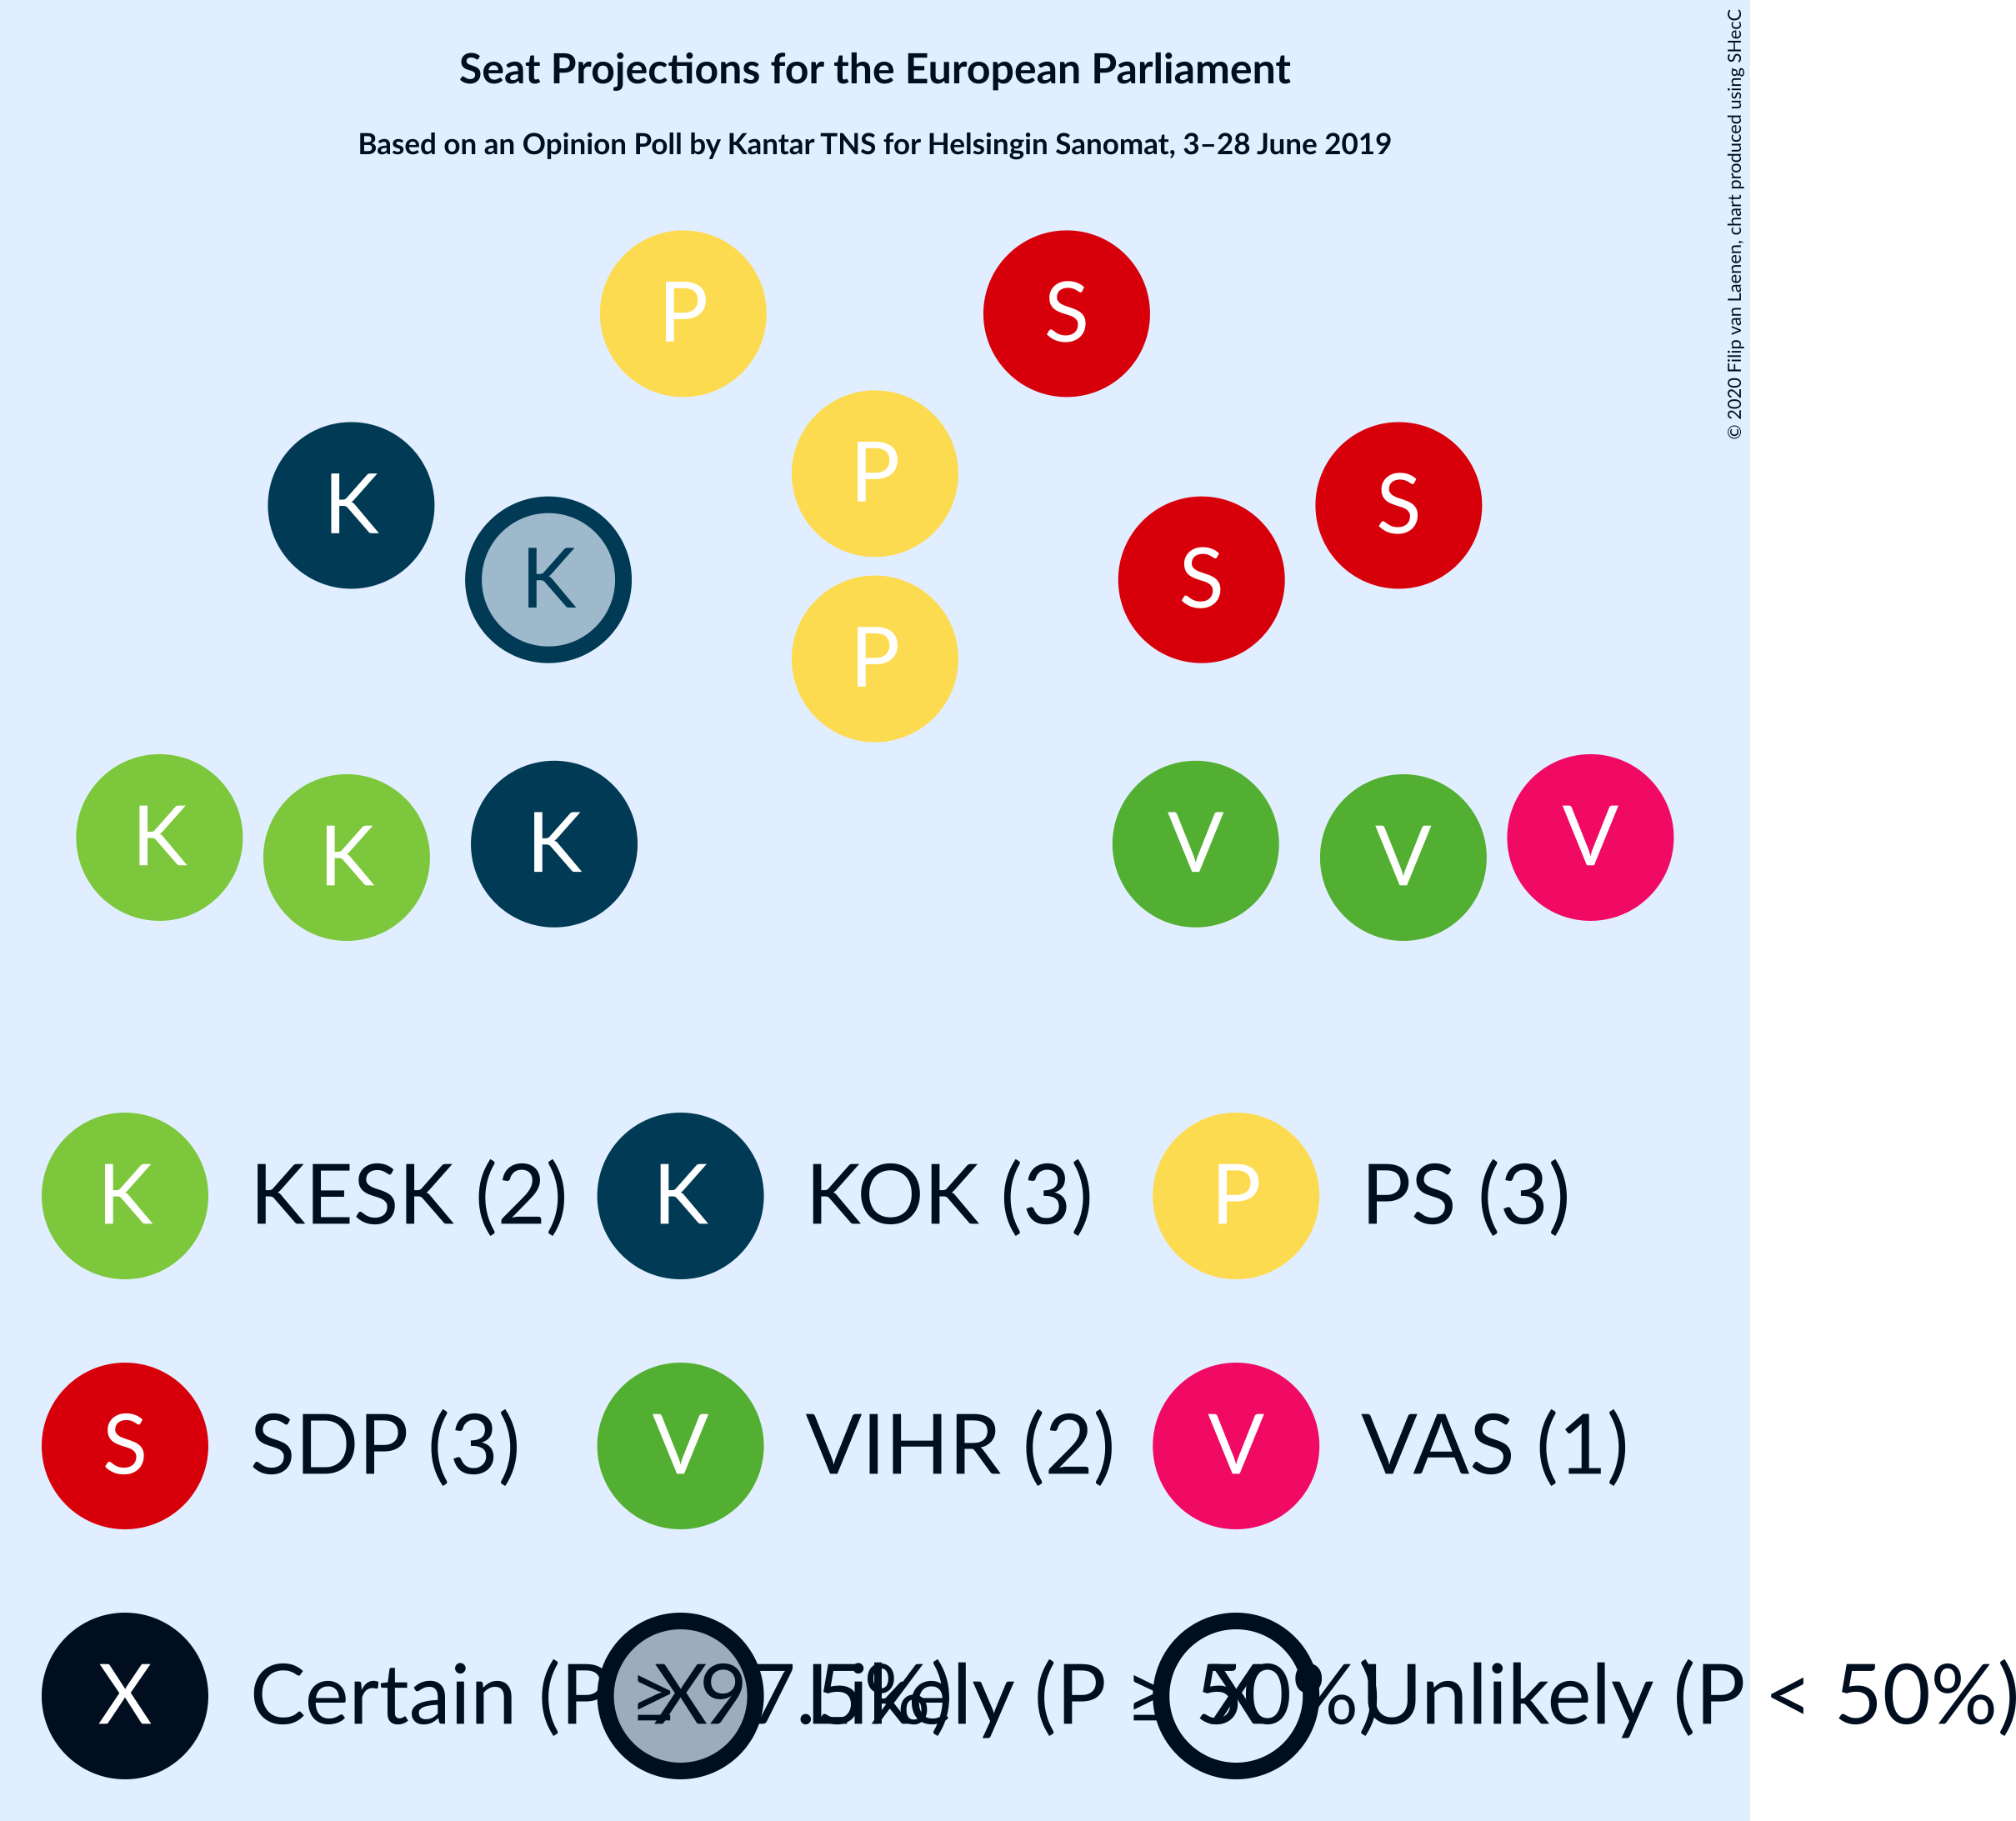 Seat Projections for the European Parliament
Based on an Opinion Poll by Kantar TNS for Helsingin Sanomat, 3–28 June 2019
© 2020 Filip van Laenen, chart produced using SHecC
P S
P
K S
K S
P
K K K V V V
K KESK (2) K KOK (3) P PS (3)
S SDP (3) V VIHR (2) V VAS (1)
X Certain (P ≥ 97.5%) X Likely (P ≥ 50%) X Unlikely (P < 50%)